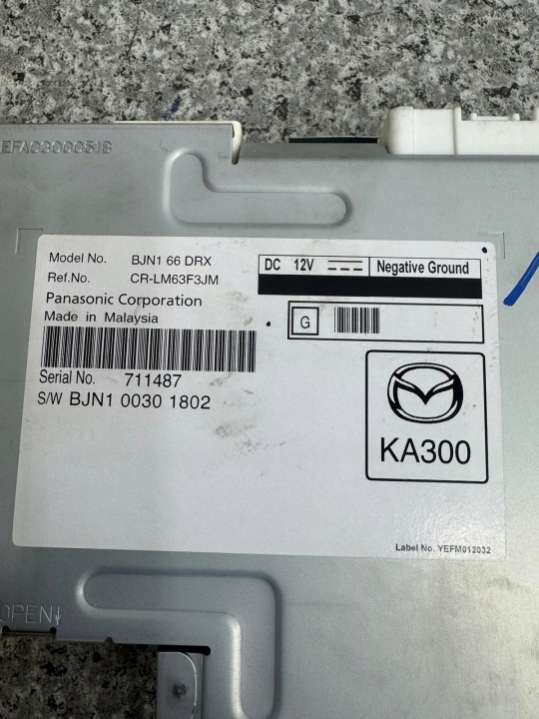 EFA0300051B
Model No. BJN1 66 DRX
Ref.No. CR-LM63F3JM
Panasonic Corporation
Made in Malaysia
DC 12V Negative Ground
G
Serial No. 711487
S/W BJN1 0030 1802
KA300
Label No. YEFM012032
OPEN